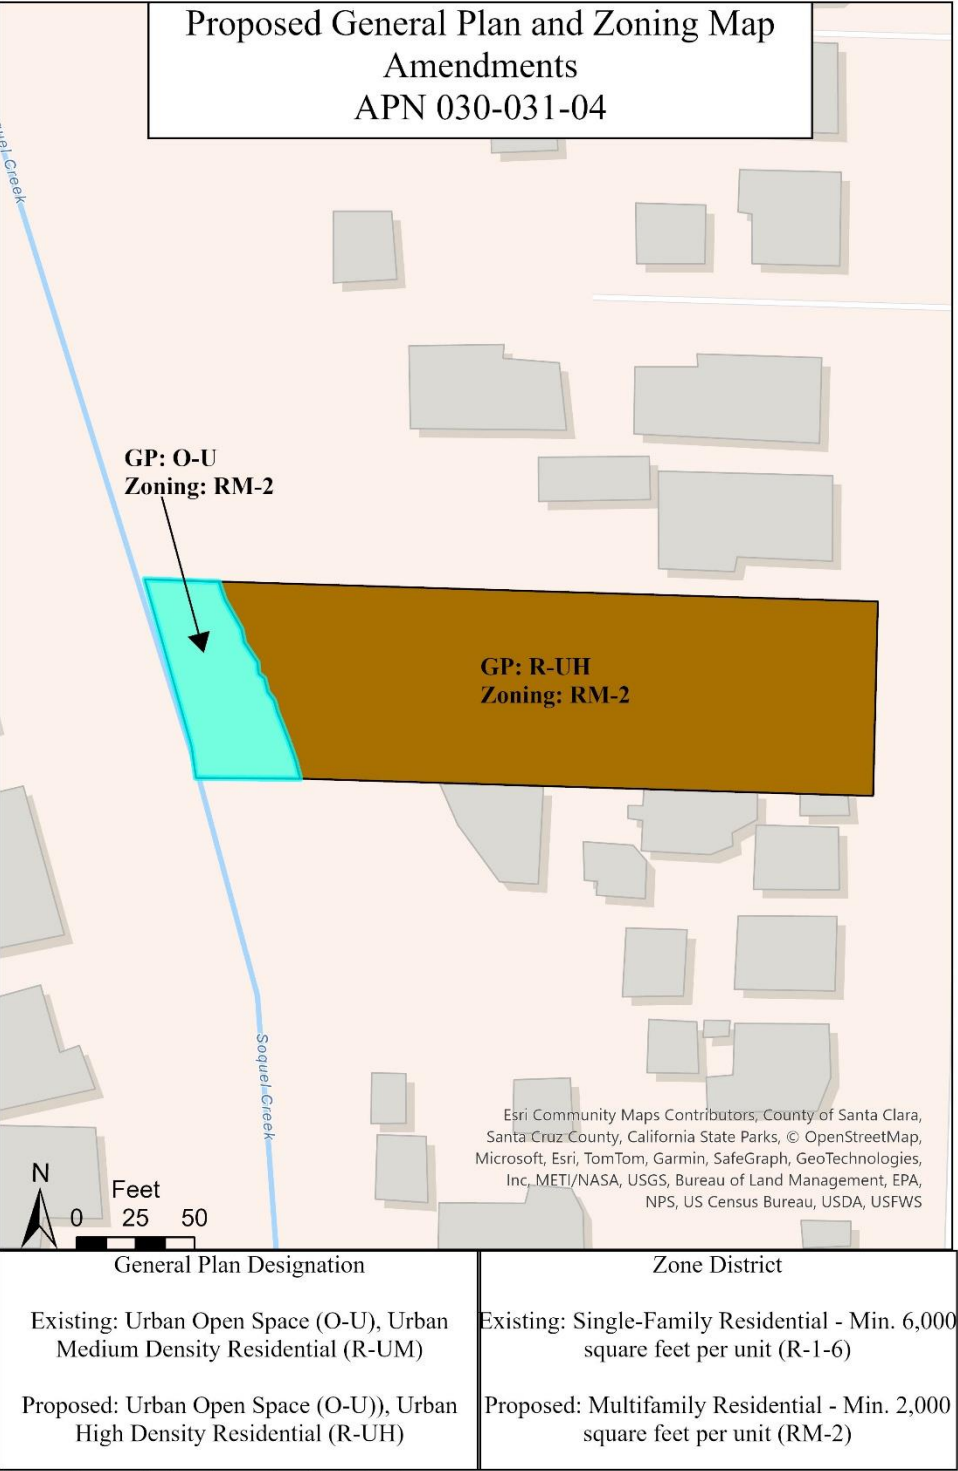 Proposed General Plan and Zoning Map
Amendments
APN 030-031-04
uel Creek
GP: O-U
Zoning: RM-2
GP: R-UH
Zoning: RM-2
Soquel Creek
Esri Community Maps Contributors, County of Santa Clara,
Santa Cruz County, California State Parks, © OpenStreetMap,
Microsoft, Esri, TomTom, Garmin, SafeGraph, GeoTechnologies,
Inc, METI/NASA, USGS, Bureau of Land Management, EPA,
NPS, US Census Bureau, USDA, USFWS
N
Feet
0 25 50
General Plan Designation
Existing: Urban Open Space (O-U), Urban
Medium Density Residential (R-UM)
Proposed: Urban Open Space (O-U)), Urban
High Density Residential (R-UH)
Zone District
Existing: Single-Family Residential - Min. 6,000
square feet per unit (R-1-6)
Proposed: Multifamily Residential - Min. 2,000
square feet per unit (RM-2)